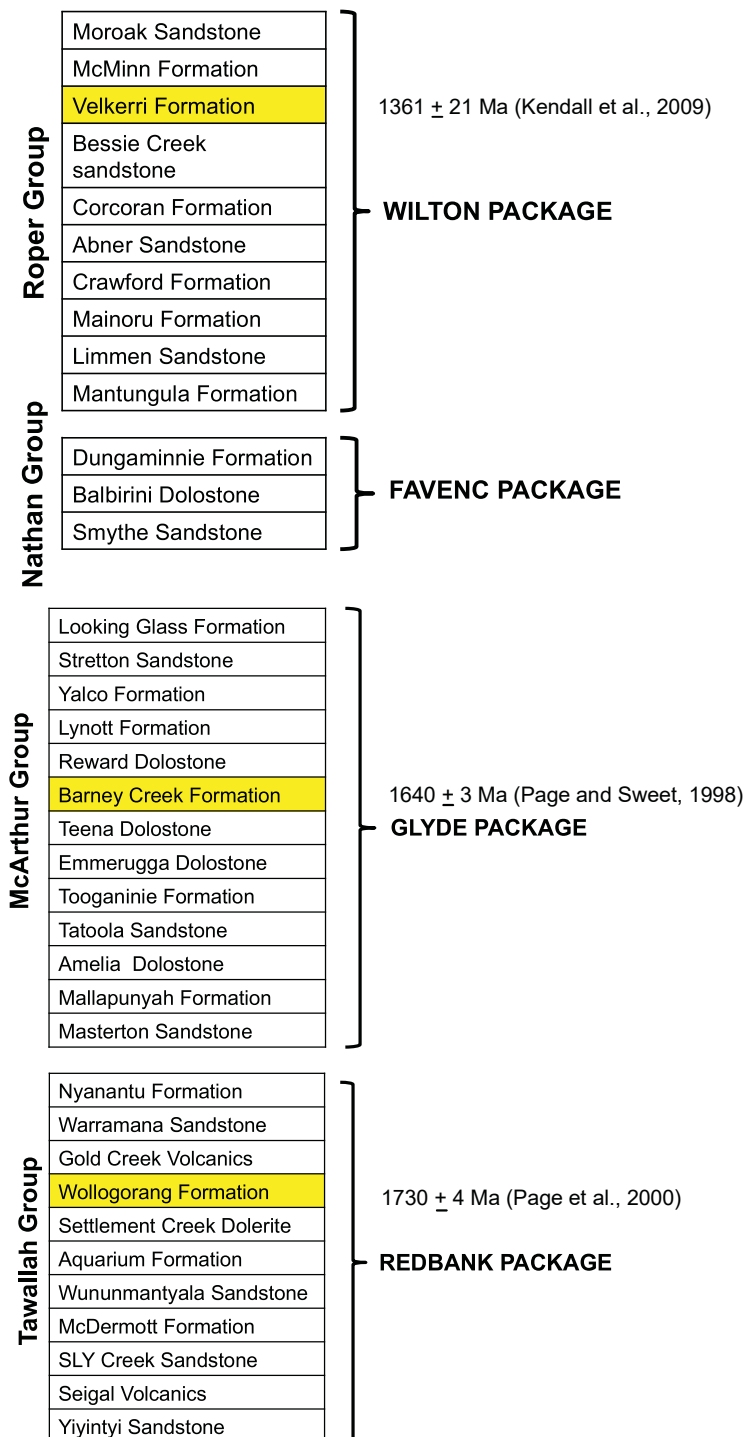 Roper Group
Moroak Sandstone
McMinn Formation
Velkerri Formation
1361 ± 21 Ma (Kendall et al., 2009)
Bessie Creek
sandstone
Corcoran Formation
WILTON PACKAGE
Abner Sandstone
Crawford Formation
Mainoru Formation
Limmen Sandstone
Mantungula Formation
Nathan Group
Dungaminnie Formation
Balbirini Dolostone
FAVENC PACKAGE
Smythe Sandstone
McArthur Group
Looking Glass Formation
Stretton Sandstone
Yalco Formation
Lynott Formation
Reward Dolostone
Barney Creek Formation
1640 ± 3 Ma (Page and Sweet, 1998)
Teena Dolostone
GLYDE PACKAGE
Emmerugga Dolostone
Tooganinie Formation
Tatoola Sandstone
Amelia Dolostone
Mallapunyah Formation
Masterton Sandstone
Tawallah Group
Nyanantu Formation
Warramana Sandstone
Gold Creek Volcanics
Wollogorang Formation
1730 ± 4 Ma (Page et al., 2000)
Settlement Creek Dolerite
Aquarium Formation
REDBANK PACKAGE
Wununmantyala Sandstone
McDermott Formation
SLY Creek Sandstone
Seigal Volcanics
Yiyintyi Sandstone